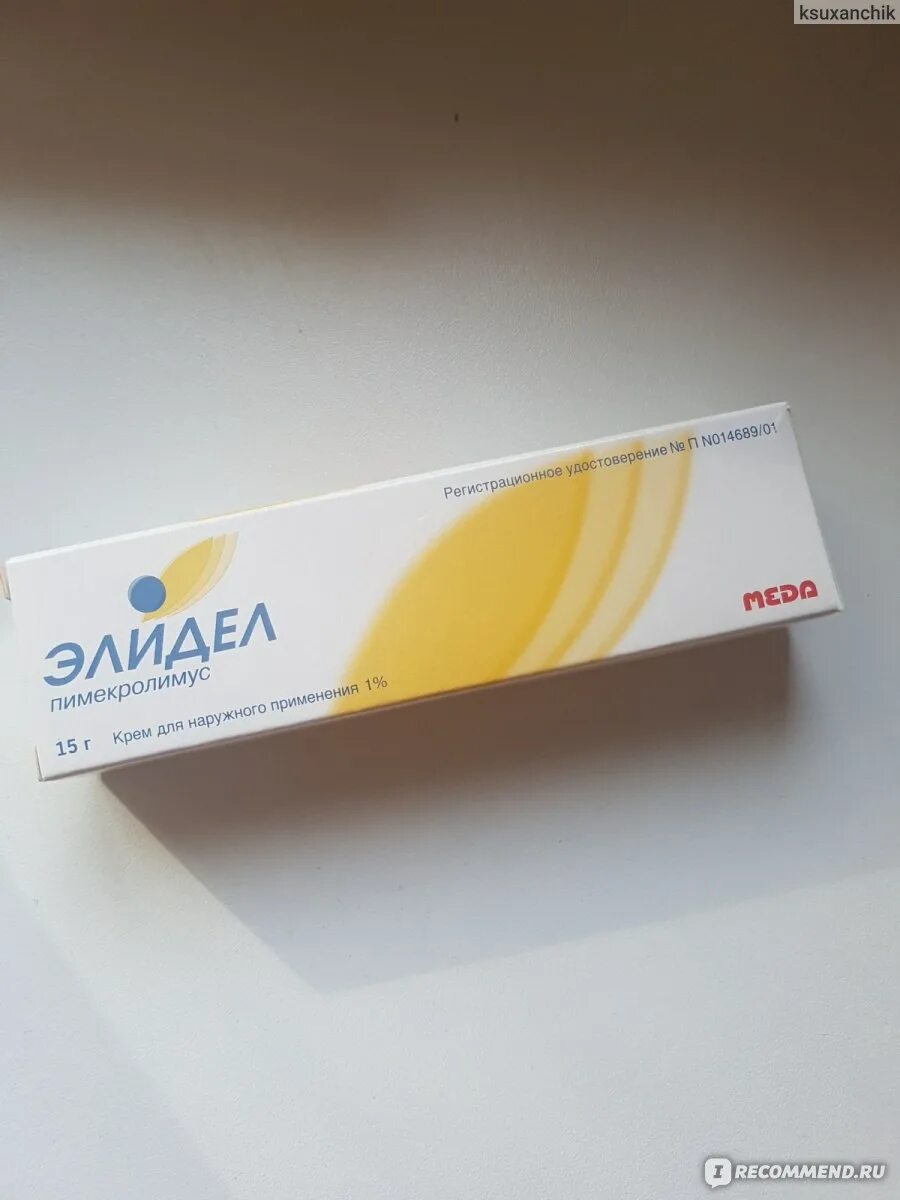 ksuxanchik
Регистрационное удостоверение № П N014689/01
MEDA
ЭЛИДЕЛ
пимекролимус
15 г Крем для наружного применения 1%
I RECOMMEND.RU